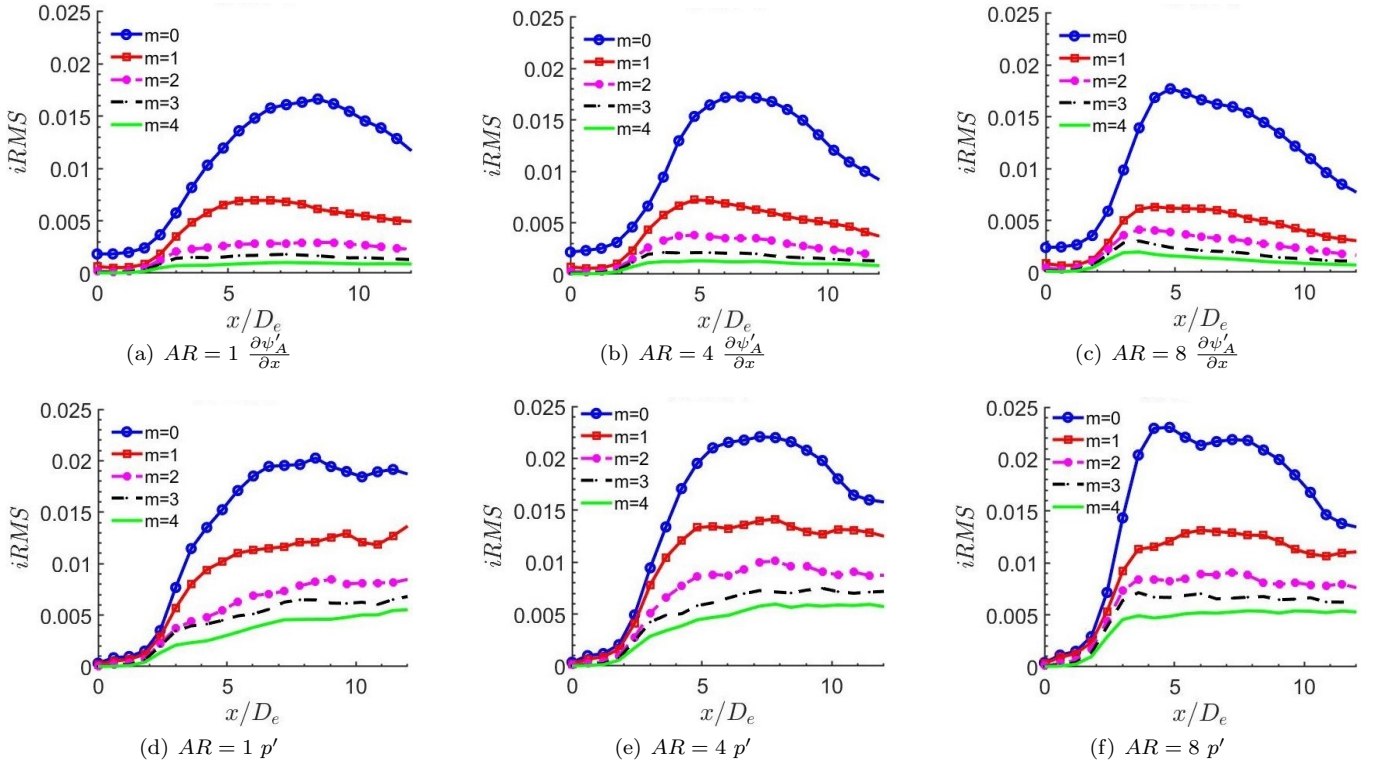 0.025
0.02
0.015
0.01
0.005
0
iRMS
m=0
m=1
m=2
m=3
m=4
0 5 10
x/D_e
(a) AR = 1 ∂ψ′_A/∂x
0.025
0.02
0.015
0.01
0.005
0
iRMS
m=0
m=1
m=2
m=3
m=4
0 5 10
x/D_e
(b) AR = 4 ∂ψ′_A/∂x
0.025
0.02
0.015
0.01
0.005
0
iRMS
m=0
m=1
m=2
m=3
m=4
0 5 10
x/D_e
(c) AR = 8 ∂ψ′_A/∂x
0.025
0.02
0.015
0.01
0.005
0
iRMS
m=0
m=1
m=2
m=3
m=4
0 5 10
x/D_e
(d) AR = 1 p′
0.025
0.02
0.015
0.01
0.005
0
iRMS
m=0
m=1
m=2
m=3
m=4
0 5 10
x/D_e
(e) AR = 4 p′
0.025
0.02
0.015
0.01
0.005
0
iRMS
m=0
m=1
m=2
m=3
m=4
0 5 10
x/D_e
(f) AR = 8 p′